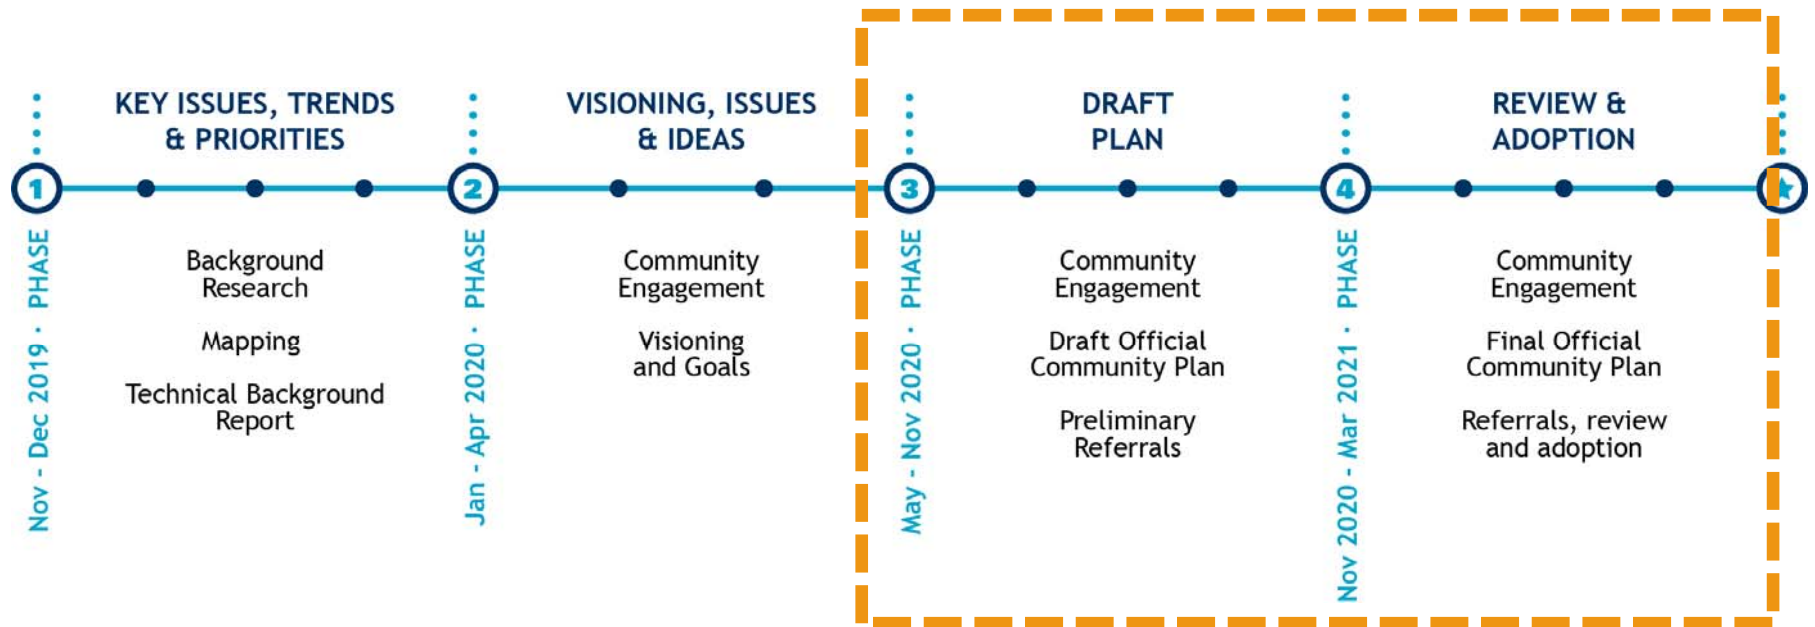 KEY ISSUES, TRENDS
& PRIORITIES
VISIONING, ISSUES
& IDEAS
DRAFT
PLAN
REVIEW &
ADOPTION
1
2
3
4
Nov - Dec 2019 · PHASE
Background
Research
Mapping
Technical Background
Report
Jan - Apr 2020 · PHASE
Community
Engagement
Visioning
and Goals
May - Nov 2020 · PHASE
Community
Engagement
Draft Official
Community Plan
Preliminary
Referrals
Nov 2020 - Mar 2021 · PHASE
Community
Engagement
Final Official
Community Plan
Referrals, review
and adoption